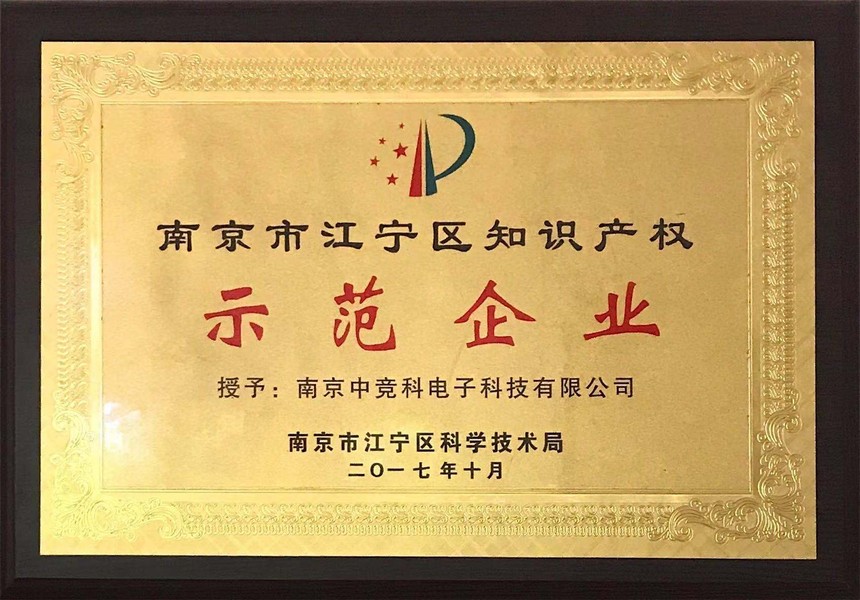 南京市江宁区知识产权
示范企业
授予：南京中竞科电子科技有限公司
南京市江宁区科学技术局
二〇一七年十月